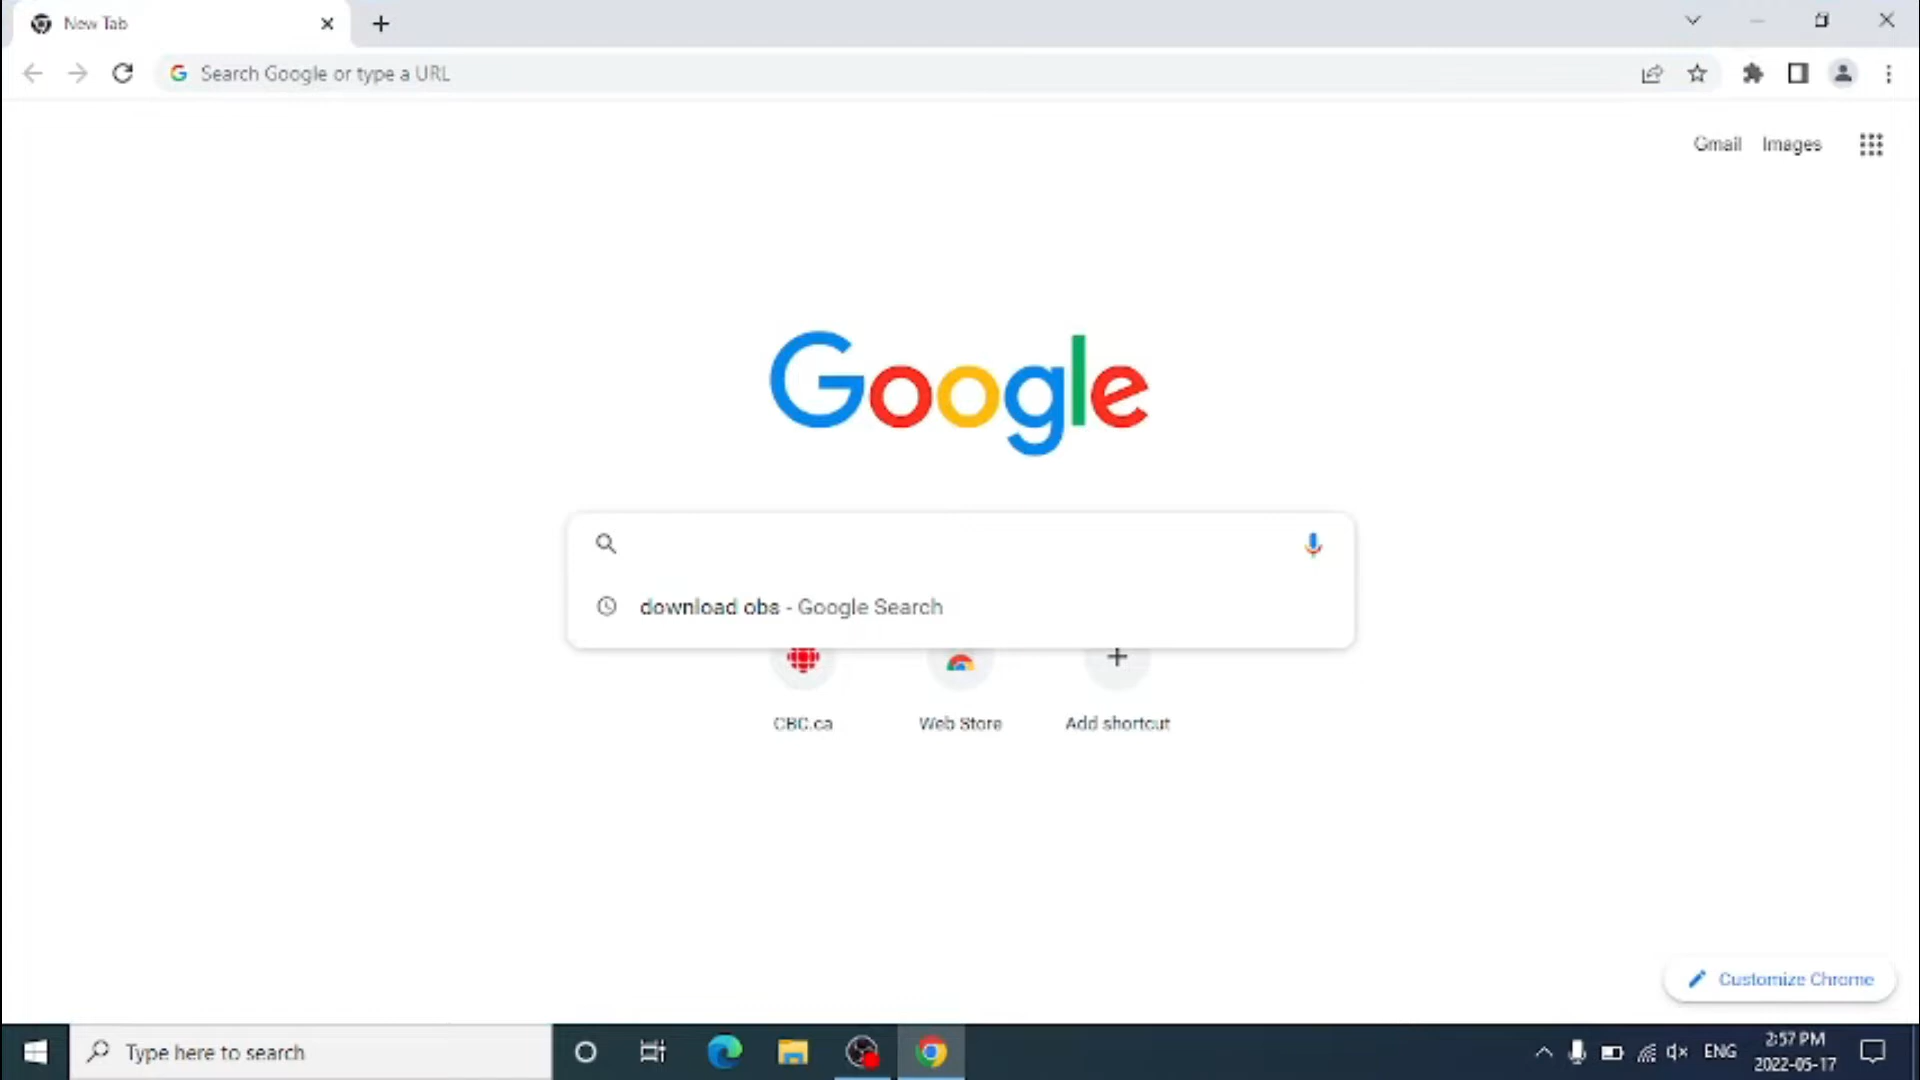 New Tab
Search Google or type a URL
Gmail Images
Google
download obs - Google Search
CBC.ca Web Store Add shortcut
Customize Chrome
Type here to search
ENG
2:57 PM
2022-05-17